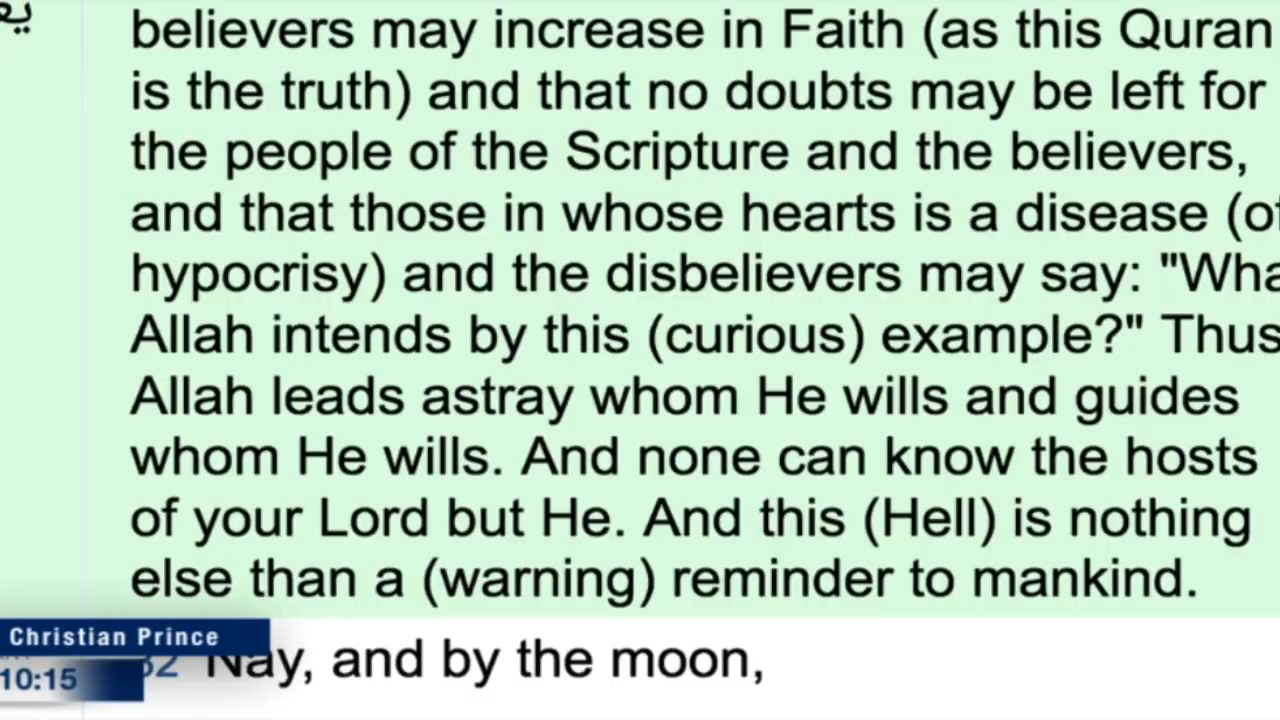 believers may increase in Faith (as this Quran
is the truth) and that no doubts may be left for
the people of the Scripture and the believers,
and that those in whose hearts is a disease (of
hypocrisy) and the disbelievers may say: "Wha
Allah intends by this (curious) example?" Thus
Allah leads astray whom He wills and guides
whom He wills. And none can know the hosts
of your Lord but He. And this (Hell) is nothing
else than a (warning) reminder to mankind.
Christian Prince
32 Nay, and by the moon,
10:15